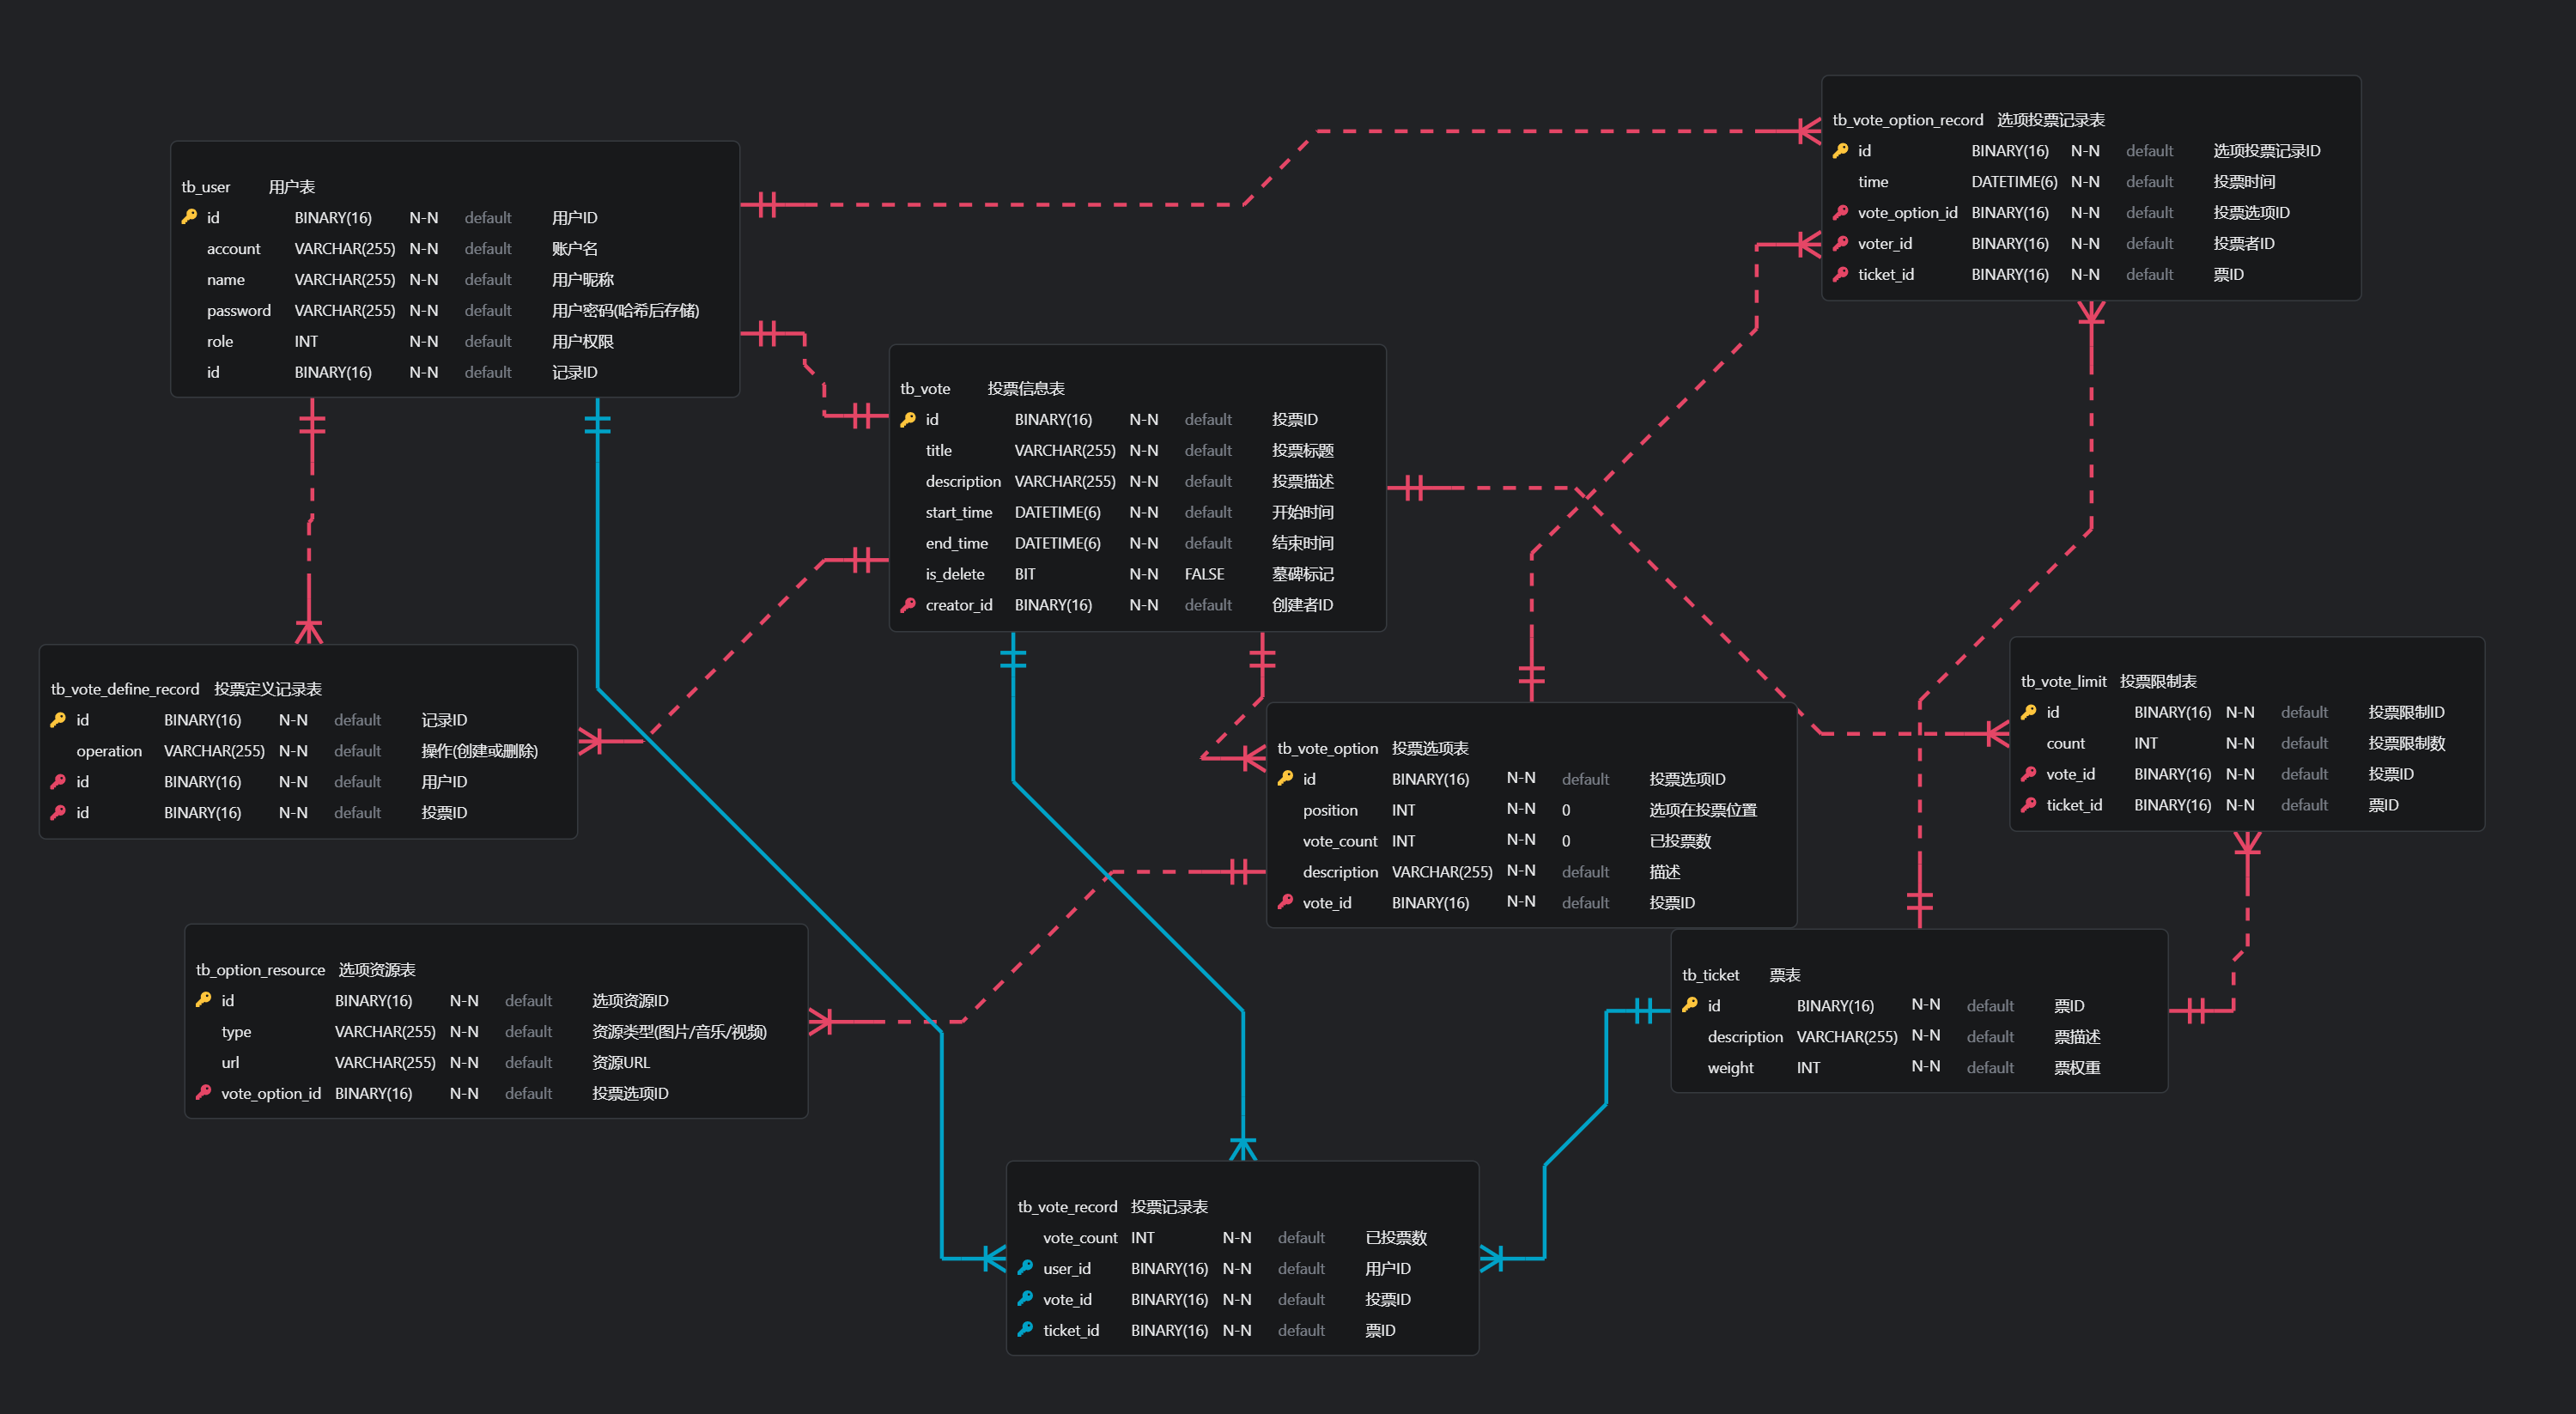 tb_vote_option_record 选项投票记录表
id BINARY(16) N-N default 选项投票记录ID
time DATETIME(6) N-N default 投票时间
vote_option_id BINARY(16) N-N default 投票选项ID
voter_id BINARY(16) N-N default 投票者ID
ticket_id BINARY(16) N-N default 票ID
tb_user 用户表
id BINARY(16) N-N default 用户ID
account VARCHAR(255) N-N default 账户名
name VARCHAR(255) N-N default 用户昵称
password VARCHAR(255) N-N default 用户密码(哈希后存储)
role INT N-N default 用户权限
id BINARY(16) N-N default 记录ID
tb_vote 投票信息表
id BINARY(16) N-N default 投票ID
title VARCHAR(255) N-N default 投票标题
description VARCHAR(255) N-N default 投票描述
start_time DATETIME(6) N-N default 开始时间
end_time DATETIME(6) N-N default 结束时间
is_delete BIT N-N FALSE 墓碑标记
creator_id BINARY(16) N-N default 创建者ID
tb_vote_define_record 投票定义记录表
id BINARY(16) N-N default 记录ID
operation VARCHAR(255) N-N default 操作(创建或删除)
id BINARY(16) N-N default 用户ID
id BINARY(16) N-N default 投票ID
tb_vote_option 投票选项表
id BINARY(16) N-N default 投票选项ID
position INT N-N 0 选项在投票位置
vote_count INT N-N 0 已投票数
description VARCHAR(255) N-N default 描述
vote_id BINARY(16) N-N default 投票ID
tb_vote_limit 投票限制表
id BINARY(16) N-N default 投票限制ID
count INT N-N default 投票限制数
vote_id BINARY(16) N-N default 投票ID
ticket_id BINARY(16) N-N default 票ID
tb_option_resource 选项资源表
id BINARY(16) N-N default 选项资源ID
type VARCHAR(255) N-N default 资源类型(图片/音乐/视频)
url VARCHAR(255) N-N default 资源URL
vote_option_id BINARY(16) N-N default 投票选项ID
tb_ticket 票表
id BINARY(16) N-N default 票ID
description VARCHAR(255) N-N default 票描述
weight INT N-N default 票权重
tb_vote_record 投票记录表
vote_count INT N-N default 已投票数
user_id BINARY(16) N-N default 用户ID
vote_id BINARY(16) N-N default 投票ID
ticket_id BINARY(16) N-N default 票ID